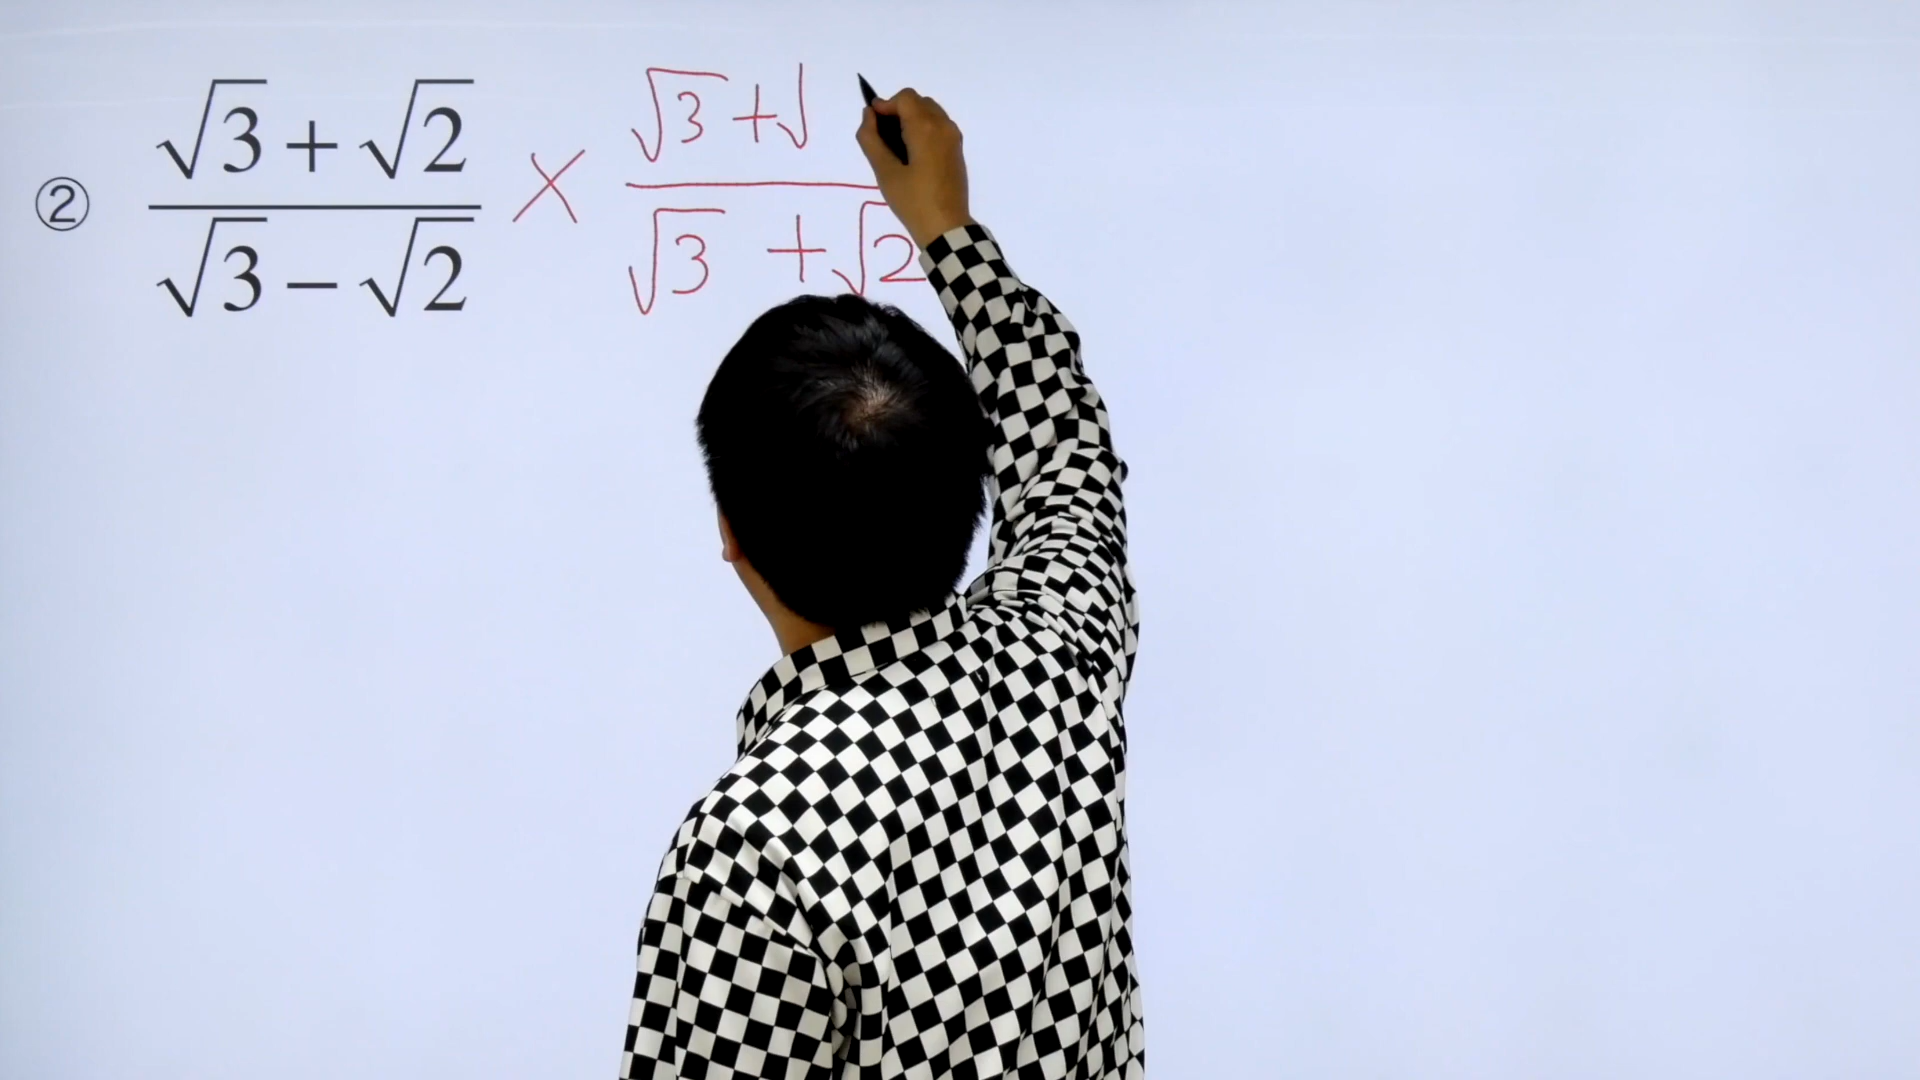 ② (√3 + √2)/(√3 − √2) × (√3 + √)/(√3 + √2)